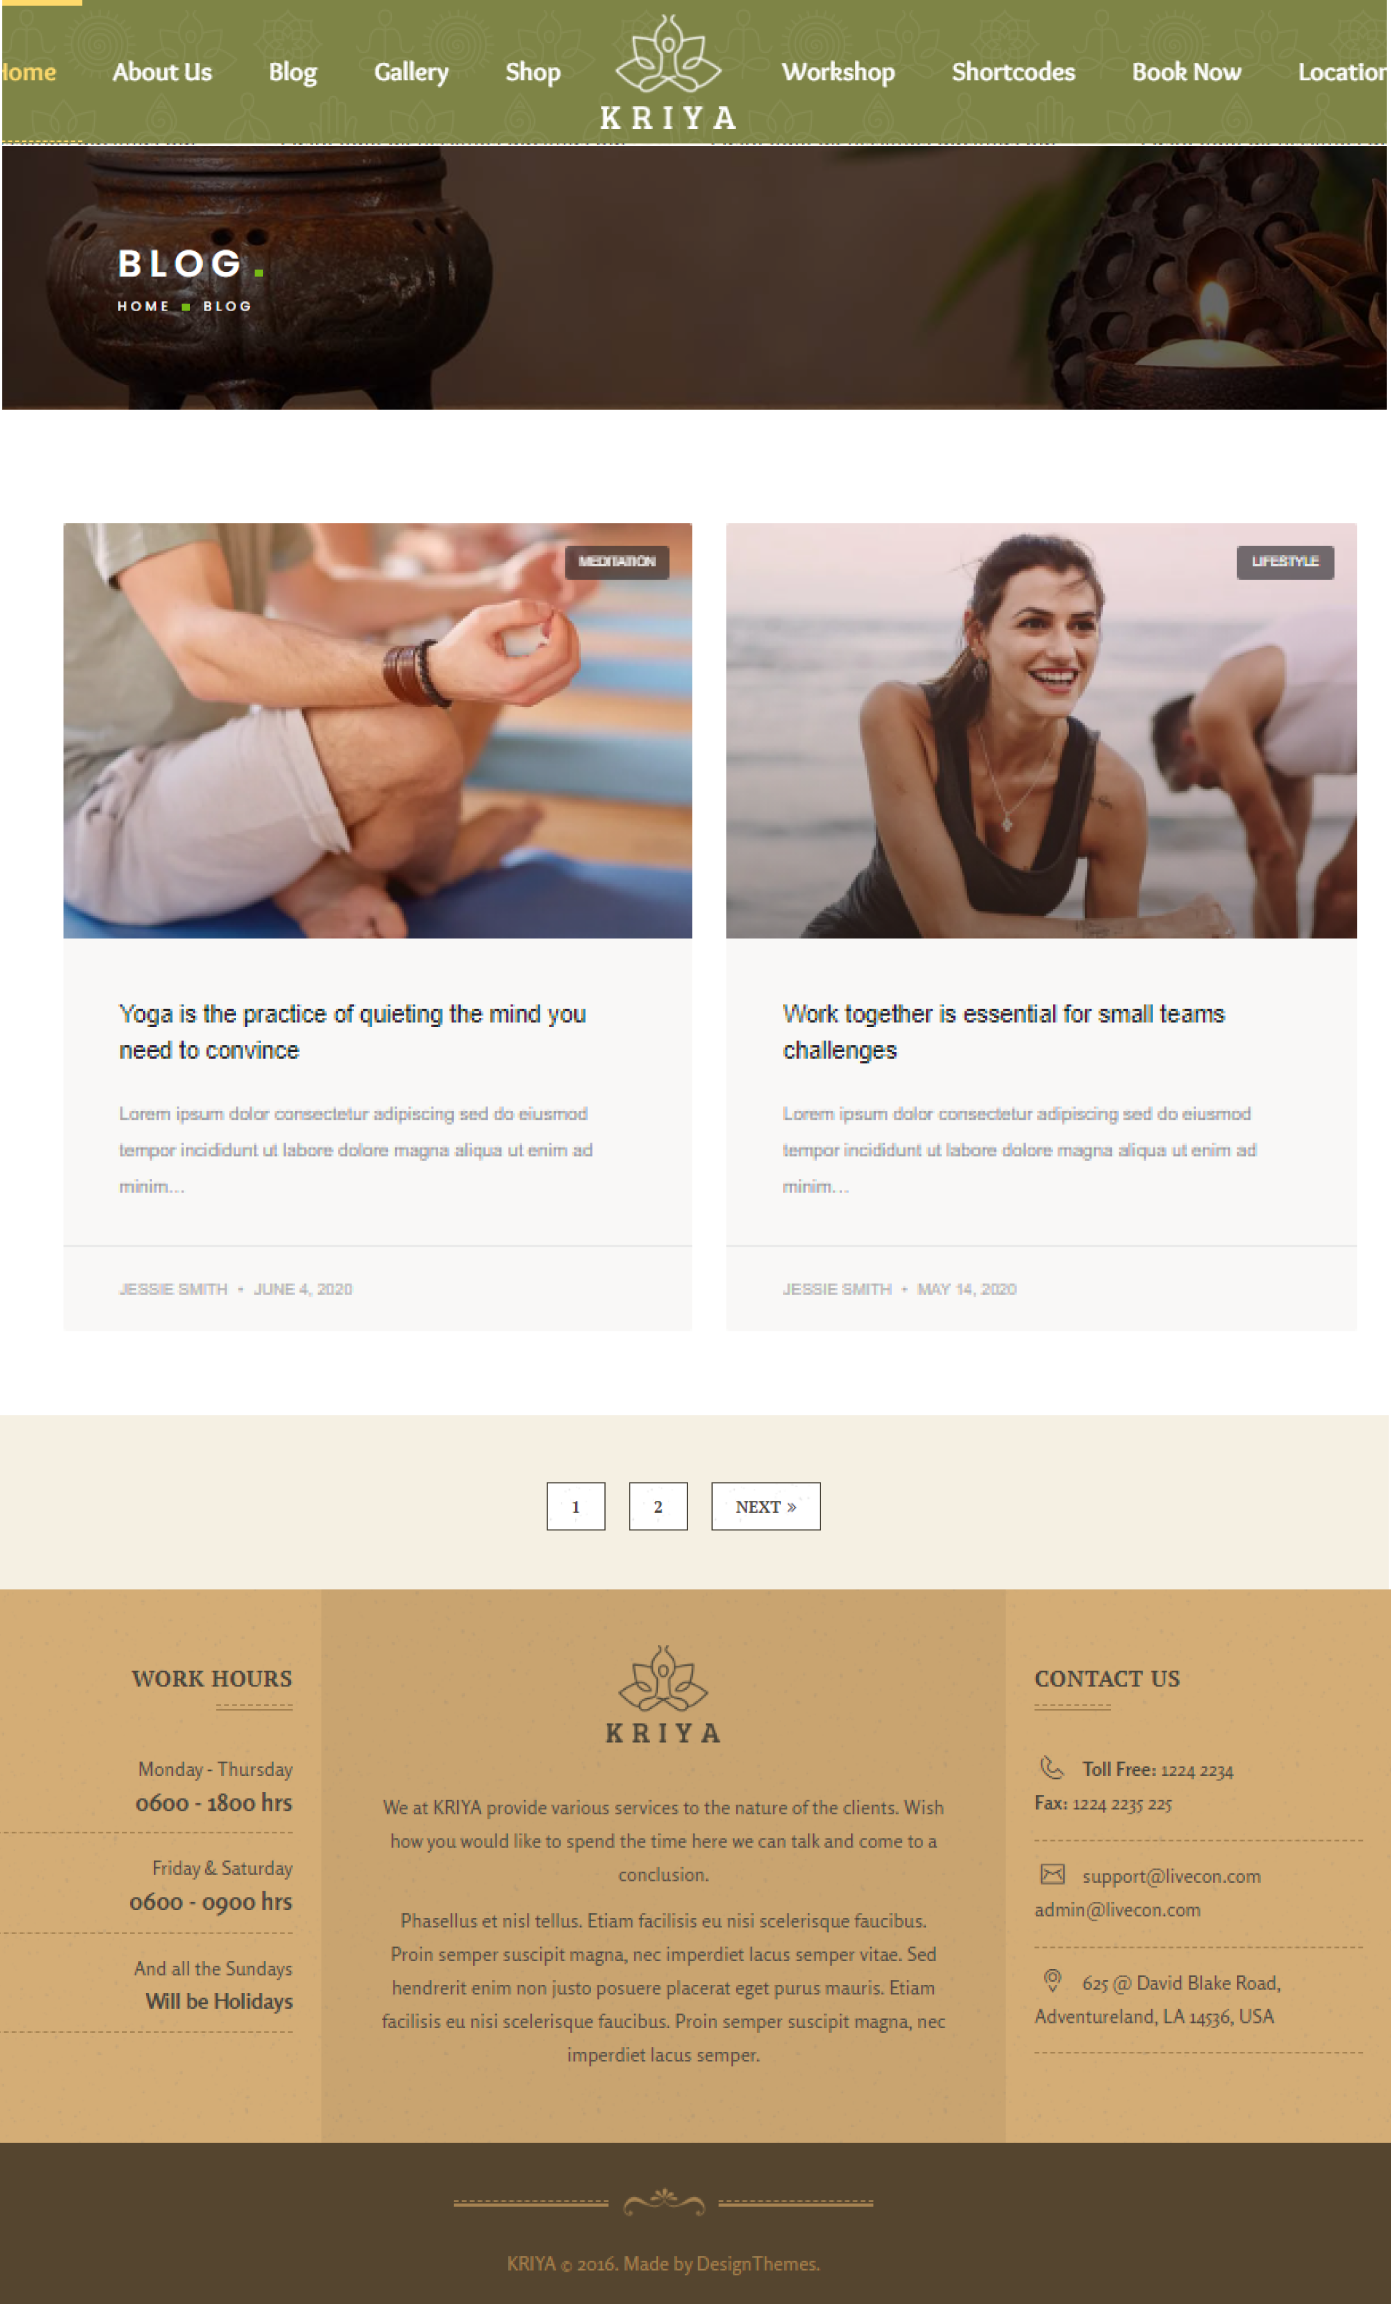 Home About Us Blog Gallery Shop Workshop Shortcodes Book Now Location
KRIYA
BLOG.
HOME BLOG
MEDITATION
LIFESTYLE
Yoga is the practice of quieting the mind you
need to convince
Lorem ipsum dolor consectetur adipiscing sed do eiusmod
tempor incididunt ut labore dolore magna aliqua ut enim ad
minim...
JESSIE SMITH • JUNE 4, 2020
Work together is essential for small teams
challenges
Lorem ipsum dolor consectetur adipiscing sed do eiusmod
tempor incididunt ut labore dolore magna aliqua ut enim ad
minim...
JESSIE SMITH • MAY 14, 2020
1 2 NEXT »
WORK HOURS
Monday - Thursday
0600 - 1800 hrs
Friday & Saturday
0600 - 0900 hrs
And all the Sundays
Will be Holidays
KRIYA
We at KRIYA provide various services to the nature of the clients. Wish
how you would like to spend the time here we can talk and come to a
conclusion.
Phasellus et nisl tellus. Etiam facilisis eu nisi scelerisque faucibus.
Proin semper suscipit magna, nec imperdiet lacus semper vitae. Sed
hendrerit enim non justo posuere placerat eget purus mauris. Etiam
facilisis eu nisi scelerisque faucibus. Proin semper suscipit magna, nec
imperdiet lacus semper.
CONTACT US
Toll Free: 1224 2234
Fax: 1224 2235 225
support@livecon.com
admin@livecon.com
625 @ David Blake Road,
Adventureland, LA 14536, USA
KRIYA © 2016. Made by DesignThemes.